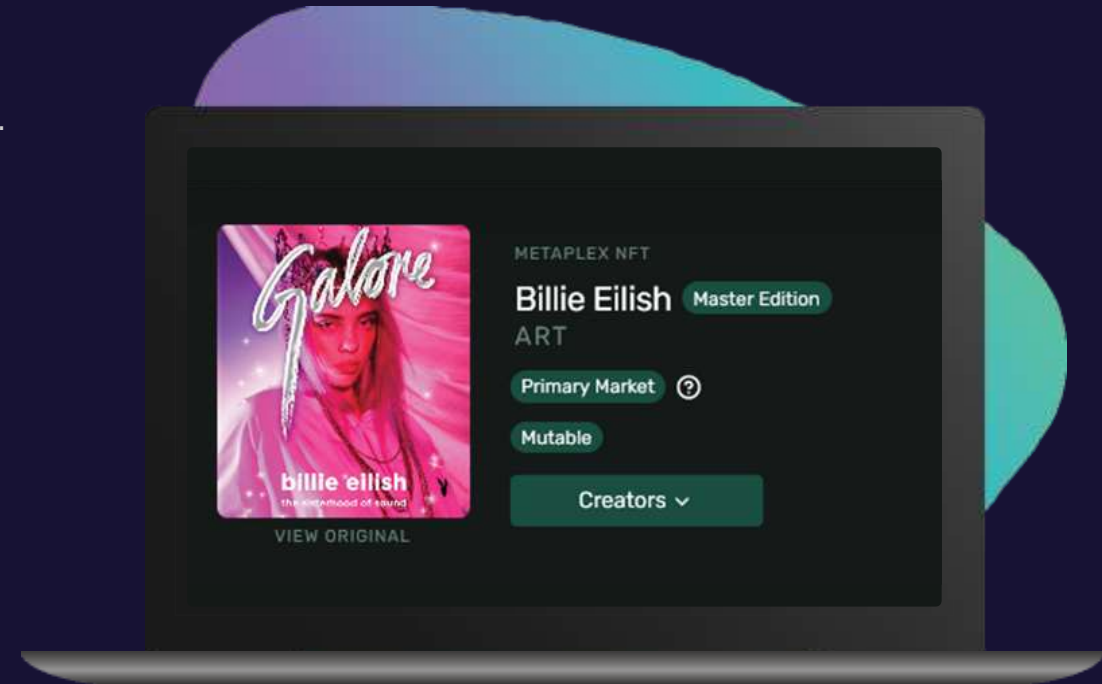 Galore
billie eilish
the sisterhood of sound
VIEW ORIGINAL
METAPLEX NFT
Billie Eilish Master Edition
ART
Primary Market ?
Mutable
Creators